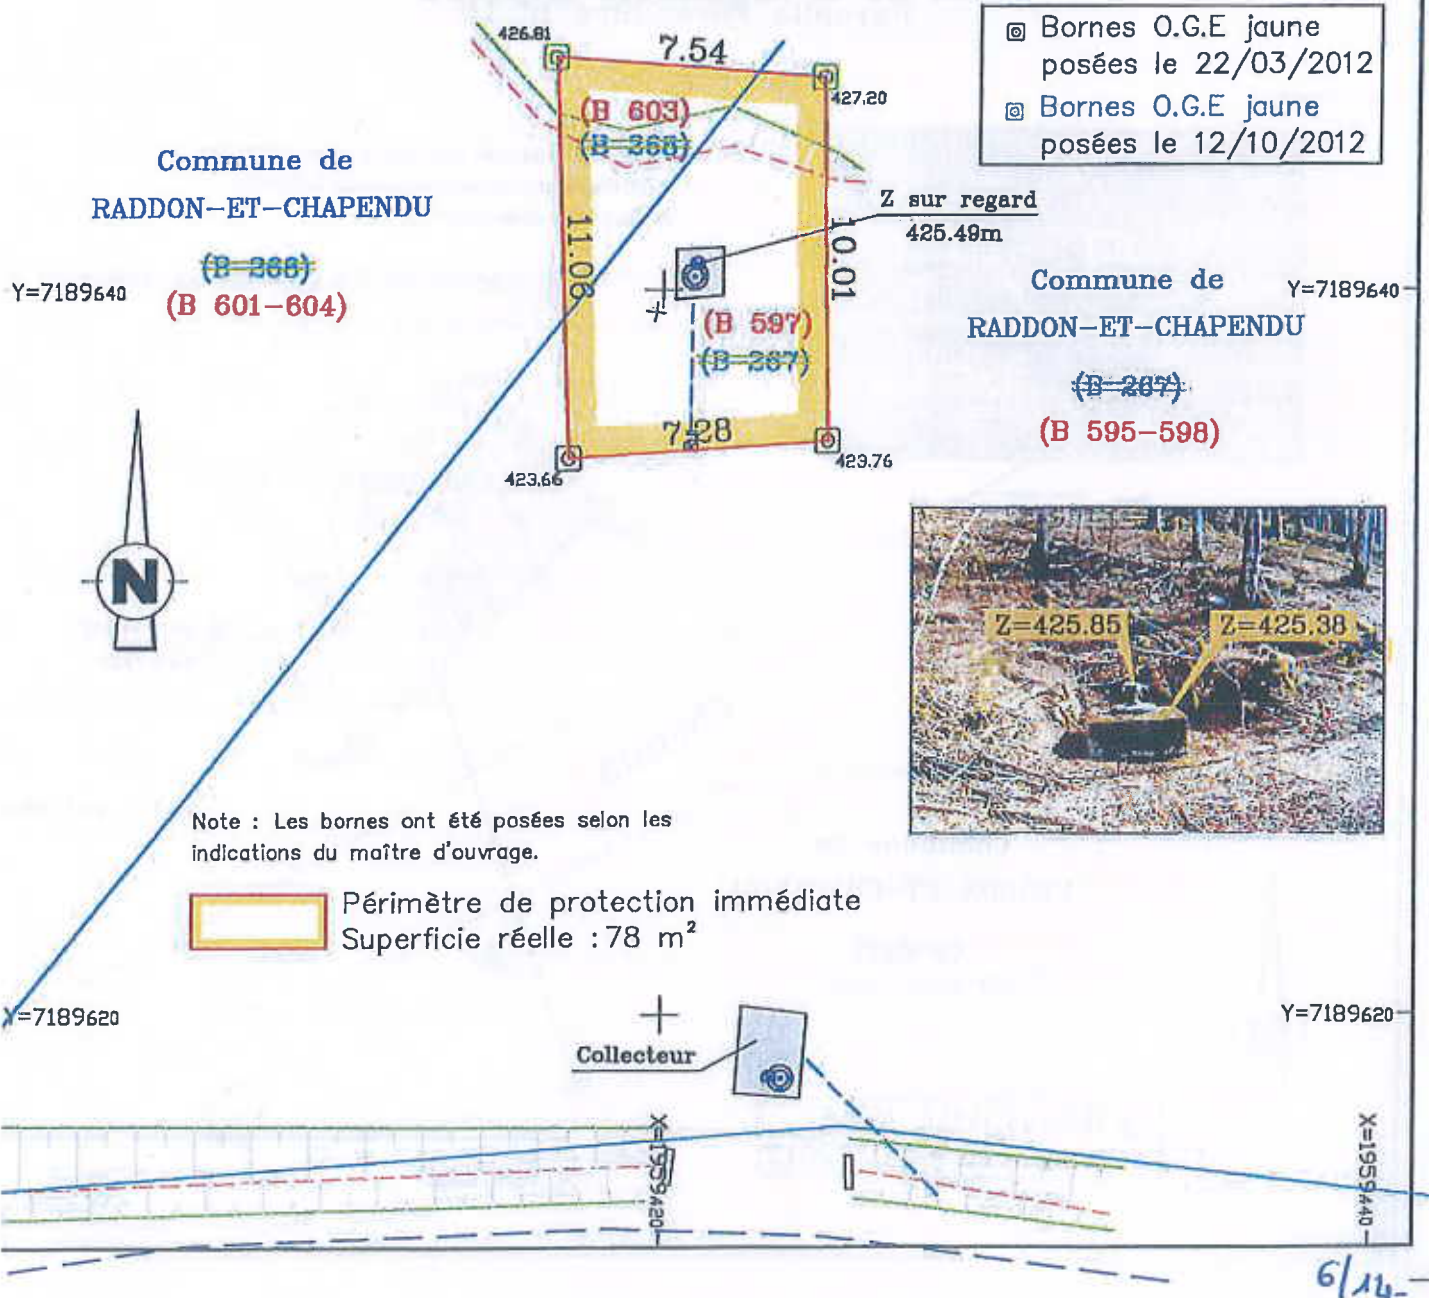 Bornes O.G.E jaune
posées le 22/03/2012
Bornes O.G.E jaune
posées le 12/10/2012
426.81
7.54
427.20
(B 603)
(B 268)
Commune de
RADDON-ET-CHAPENDU
(B 268)
(B 601-604)
Z sur regard
425.49m
11.06
10.01
Y=7189640
Y=7189640
Commune de
RADDON-ET-CHAPENDU
(B 267)
(B 595-598)
(B 597)
(B 267)
7.28
423.66
423.76
N
Z=425.85
Z=425.38
Note : Les bornes ont été posées selon les
indications du maître d'ouvrage.
Périmètre de protection immédiate
Superficie réelle : 78 m²
Y=7189620
Y=7189620
Collecteur
X=1959420
X=1959440
6/14